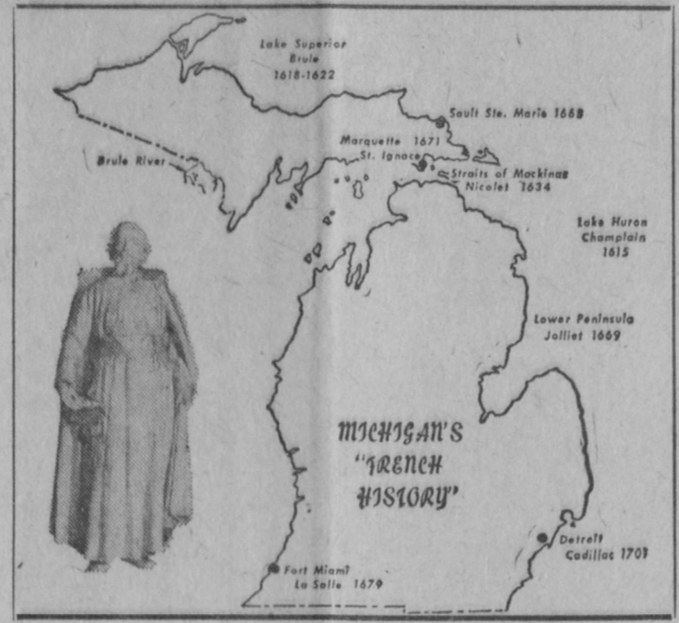 Lake Superior
Brule
1618-1622
Sault Ste. Marie 1668
Marquette 1671
St. Ignace
Straits of Mackinac
Nicolet 1634
Brule River
Lake Huron
Champlain
1615
Lower Peninsula
Jolliet 1669
MICHIGAN'S
"FRENCH
HISTORY"
Detroit
Cadillac 1701
Fort Miami
La Salle 1679